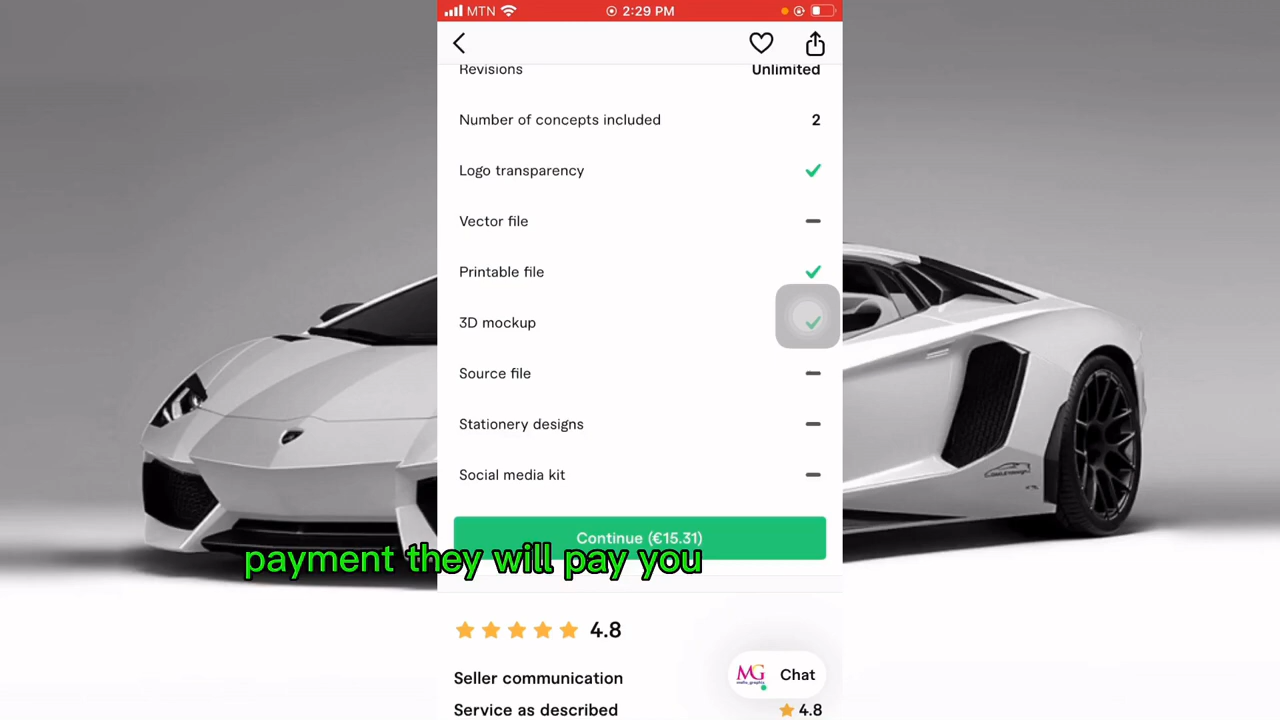 MTN 2:29 PM
Revisions Unlimited
Number of concepts included 2
Logo transparency
Vector file
Printable file
3D mockup
Source file
Stationery designs
Social media kit
Continue (€15.31)
payment they will pay you
4.8
Seller communication
MG Chat
Service as described 4.8